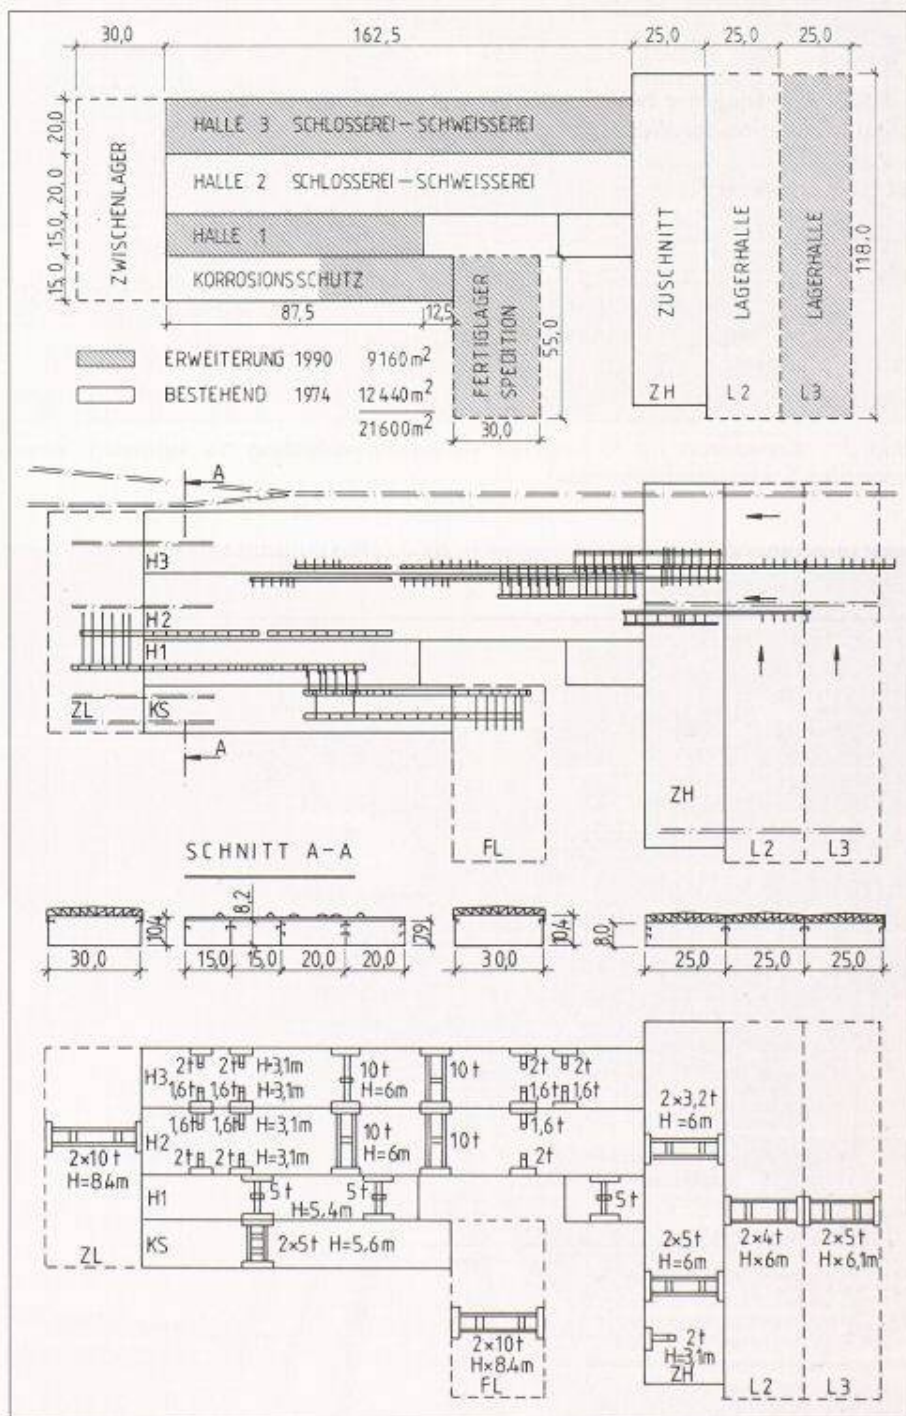 30,0 162,5 25,0 25,0 25,0
20,0
20,0
15,0
15,0
ZWISCHENLAGER
HALLE 3 SCHLOSSEREI-SCHWEISSEREI
HALLE 2 SCHLOSSEREI-SCHWEISSEREI
HALLE 1
KORROSIONSSCHUTZ
87,5 12,5
FERTIGLAGER
SPEDITION
55,0
30,0
ZUSCHNITT
LAGERHALLE
LAGERHALLE
118,0
ZH L2 L3
ERWEITERUNG 1990 9160 m²
BESTEHEND 1974 12440 m²
21600 m²
A
H3
H2
H1
ZL KS
A
ZH
FL
L2 L3
SCHNITT A-A
10,4 8,2 7,9 10,4 8,0
30,0 15,0 15,0 20,0 20,0 30,0 25,0 25,0 25,0
H3 2t 2t H=3,1m 10t 10t 2t 2t
1,6t 1,6t H=3,1m H=6m 1,6t 1,6t
H2 1,6t 1,6t H=3,1m 10t 10t 1,6t
2t 2t H=3,1m H=6m 2t
2×10t
H=8,4m
ZL
H1 5t 5t 5t
H=5,4m
KS 2×5t H=5,6m
2×10t
H×8,4m
FL
2×3,2t
H=6m
2×5t
H=6m
2t
H=3,1m
ZH
2×4t
H×6m
L2
2×5t
H×6,1m
L3